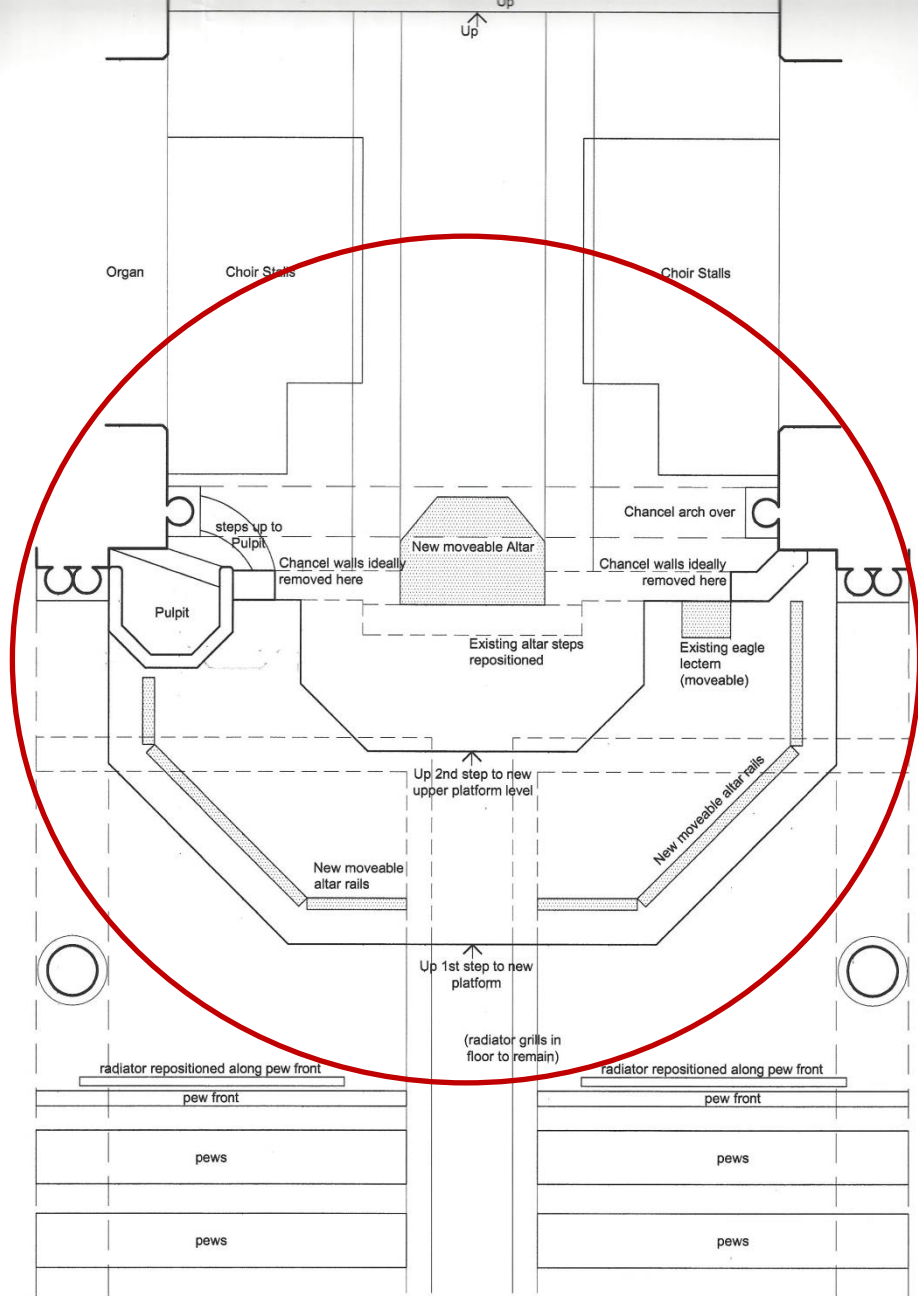 Up
Up
Organ
Choir Stalls
Choir Stalls
steps up to
Pulpit
Chancel arch over
New moveable Altar
Chancel walls ideally
removed here
Chancel walls ideally
removed here
Pulpit
Existing altar steps
repositioned
Existing eagle
lectern
(moveable)
Up 2nd step to new
upper platform level
New moveable altar rails
New moveable
altar rails
Up 1st step to new
platform
(radiator grills in
floor to remain)
radiator repositioned along pew front
radiator repositioned along pew front
pew front
pew front
pews
pews
pews
pews